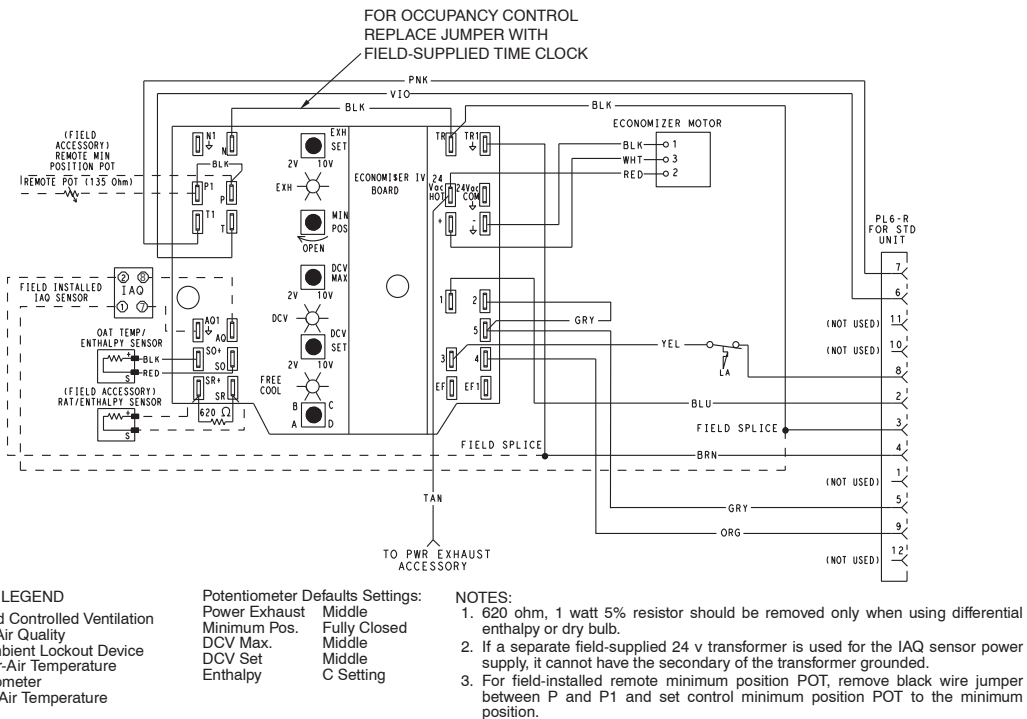 FOR OCCUPANCY CONTROL
REPLACE JUMPER WITH
FIELD-SUPPLIED TIME CLOCK
PNK
VIO
BLK
BLK
(FIELD
ACCESSORY)
REMOTE MIN
POSITION POT
REMOTE POT (135 Ohm)
N1
N
BLK
P1
P
T1
T
EXH
SET
2V 10V
EXH
MIN
POS
OPEN
DCV
MAX
2V 10V
DCV
DCV
SET
2V 10V
FREE
COOL
B C
A D
ECONOMI$ER IV
BOARD
TR
TR1
24
Vac
HOT
24Vac
COM
+
-
1
2
5
3
4
EF
EF1
ECONOMIZER MOTOR
BLK 1
WHT 3
RED 2
FIELD INSTALLED
IAQ SENSOR
2 8
IAQ
1 7
OAT TEMP/
ENTHALPY SENSOR
+
S
BLK
RED
(FIELD ACCESSORY)
RAT/ENTHALPY SENSOR
+
S
AQ1
AQ
SO+
SO
SR+
SR
620 Ω
GRY
YEL
LA
BLU
FIELD SPLICE
FIELD SPLICE
BRN
GRY
ORG
TAN
TO PWR EXHAUST
ACCESSORY
PL6-R
FOR STD
UNIT
7
6
(NOT USED) 11
(NOT USED) 10
8
2
3
4
(NOT USED) 1
5
9
(NOT USED) 12
LEGEND
Controlled Ventilation
Air Quality
Lockout Device
-Air Temperature
Air Temperature
Potentiometer Defaults Settings:
Power Exhaust Middle
Minimum Pos. Fully Closed
DCV Max. Middle
DCV Set Middle
Enthalpy C Setting
NOTES:
1. 620 ohm, 1 watt 5% resistor should be removed only when using differential
enthalpy or dry bulb.
2. If a separate field-supplied 24 v transformer is used for the IAQ sensor power
supply, it cannot have the secondary of the transformer grounded.
3. For field-installed remote minimum position POT, remove black wire jumper
between P and P1 and set control minimum position POT to the minimum
position.